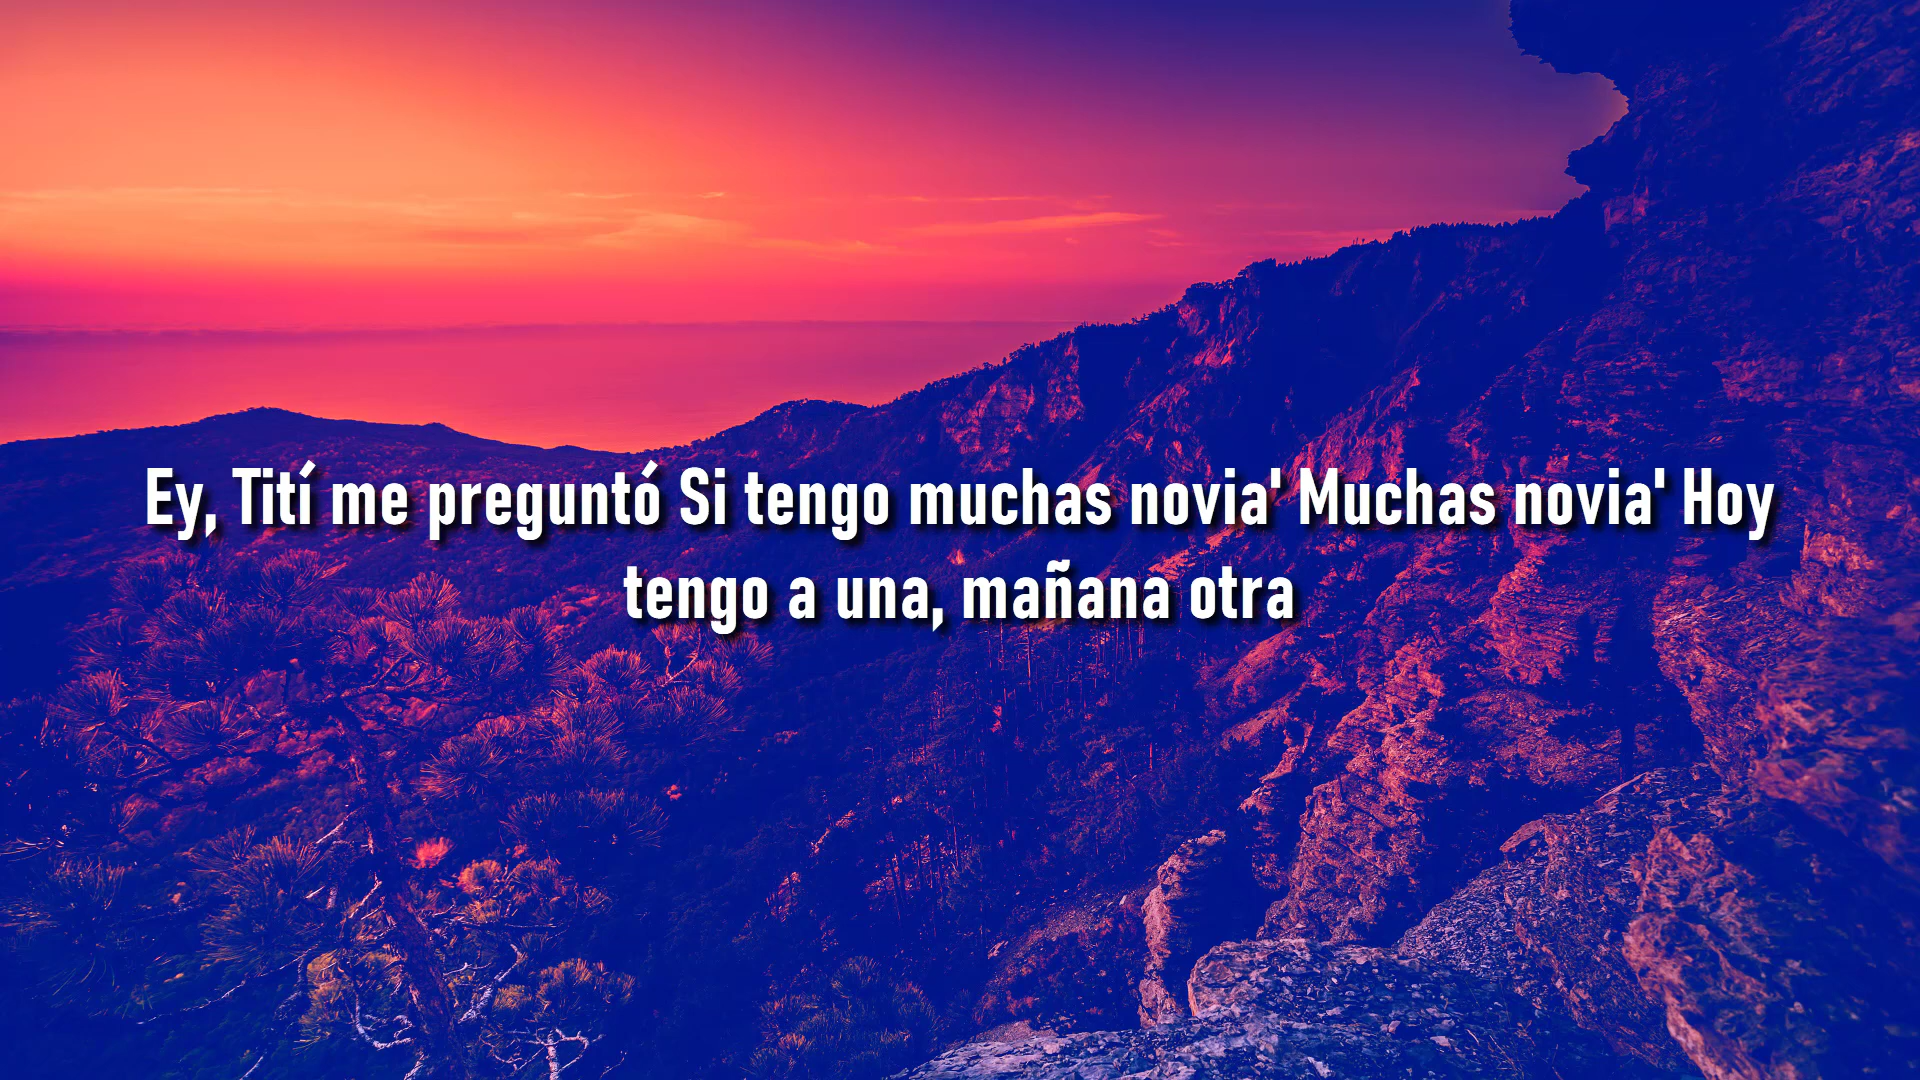 Ey, Tití me preguntó Si tengo muchas novia' Muchas novia' Hoy
tengo a una, mañana otra